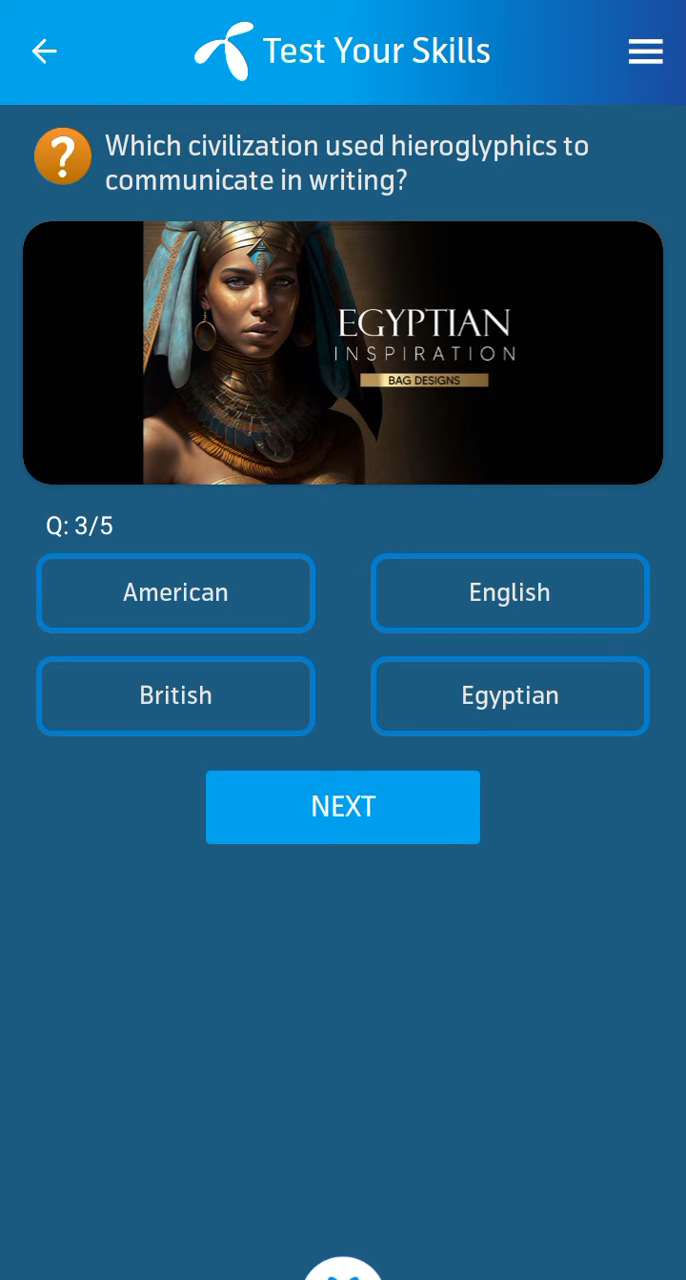 Test Your Skills
Which civilization used hieroglyphics to
communicate in writing?
EGYPTIAN
INSPIRATION
BAG DESIGNS
Q: 3/5
American
English
British
Egyptian
NEXT